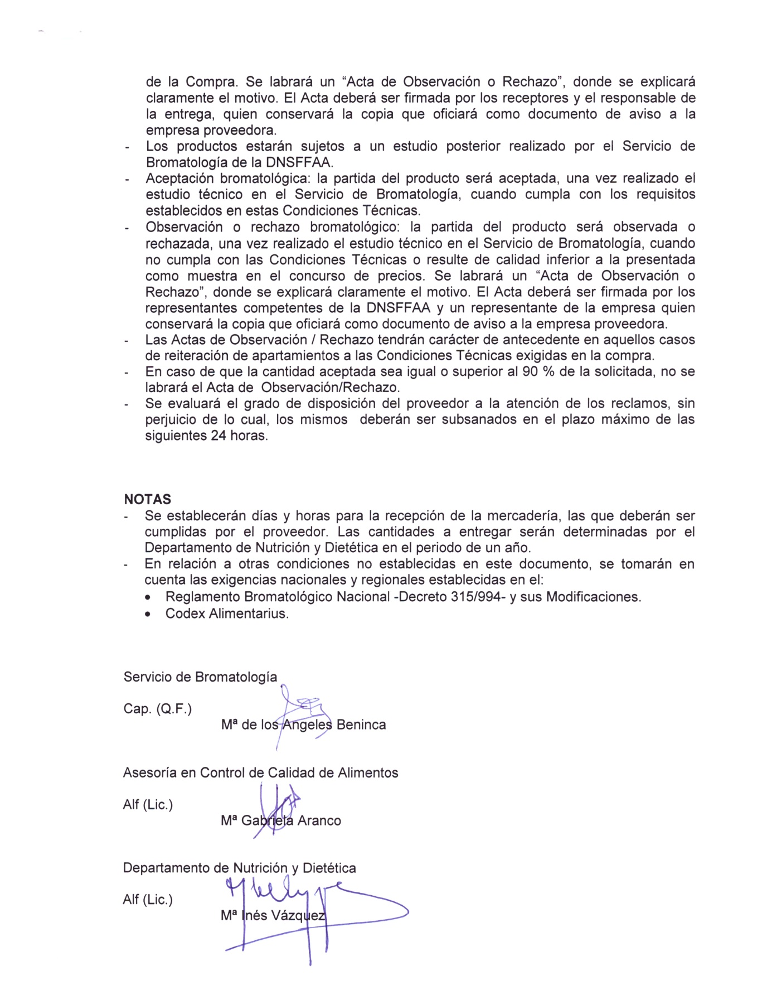 de la Compra. Se labrará un “Acta de Observación o Rechazo”, donde se explicará
claramente el motivo. El Acta deberá ser firmada por los receptores y el responsable de
la entrega, quien conservará la copia que oficiará como documento de aviso a la
empresa proveedora.
- Los productos estarán sujetos a un estudio posterior realizado por el Servicio de
Bromatología de la DNSFFAA.
- Aceptación bromatológica: la partida del producto será aceptada, una vez realizado el
estudio técnico en el Servicio de Bromatología, cuando cumpla con los requisitos
establecidos en estas Condiciones Técnicas.
- Observación o rechazo bromatológico: la partida del producto será observada o
rechazada, una vez realizado el estudio técnico en el Servicio de Bromatología, cuando
no cumpla con las Condiciones Técnicas o resulte de calidad inferior a la presentada
como muestra en el concurso de precios. Se labrará un “Acta de Observación o
Rechazo”, donde se explicará claramente el motivo. El Acta deberá ser firmada por los
representantes competentes de la DNSFFAA y un representante de la empresa quien
conservará la copia que oficiará como documento de aviso a la empresa proveedora.
- Las Actas de Observación / Rechazo tendrán carácter de antecedente en aquellos casos
de reiteración de apartamientos a las Condiciones Técnicas exigidas en la compra.
- En caso de que la cantidad aceptada sea igual o superior al 90 % de la solicitada, no se
labrará el Acta de Observación/Rechazo.
- Se evaluará el grado de disposición del proveedor a la atención de los reclamos, sin
perjuicio de lo cual, los mismos deberán ser subsanados en el plazo máximo de las
siguientes 24 horas.
NOTAS
- Se establecerán días y horas para la recepción de la mercadería, las que deberán ser
cumplidas por el proveedor. Las cantidades a entregar serán determinadas por el
Departamento de Nutrición y Dietética en el periodo de un año.
- En relación a otras condiciones no establecidas en este documento, se tomarán en
cuenta las exigencias nacionales y regionales establecidas en el:
• Reglamento Bromatológico Nacional -Decreto 315/994- y sus Modificaciones.
• Codex Alimentarius.
Servicio de Bromatología
Cap. (Q.F.)
Mª de los Angeles Beninca
Asesoría en Control de Calidad de Alimentos
Alf (Lic.)
Mª Gabriela Aranco
Departamento de Nutrición y Dietética
Alf (Lic.)
Mª Inés Vázquez